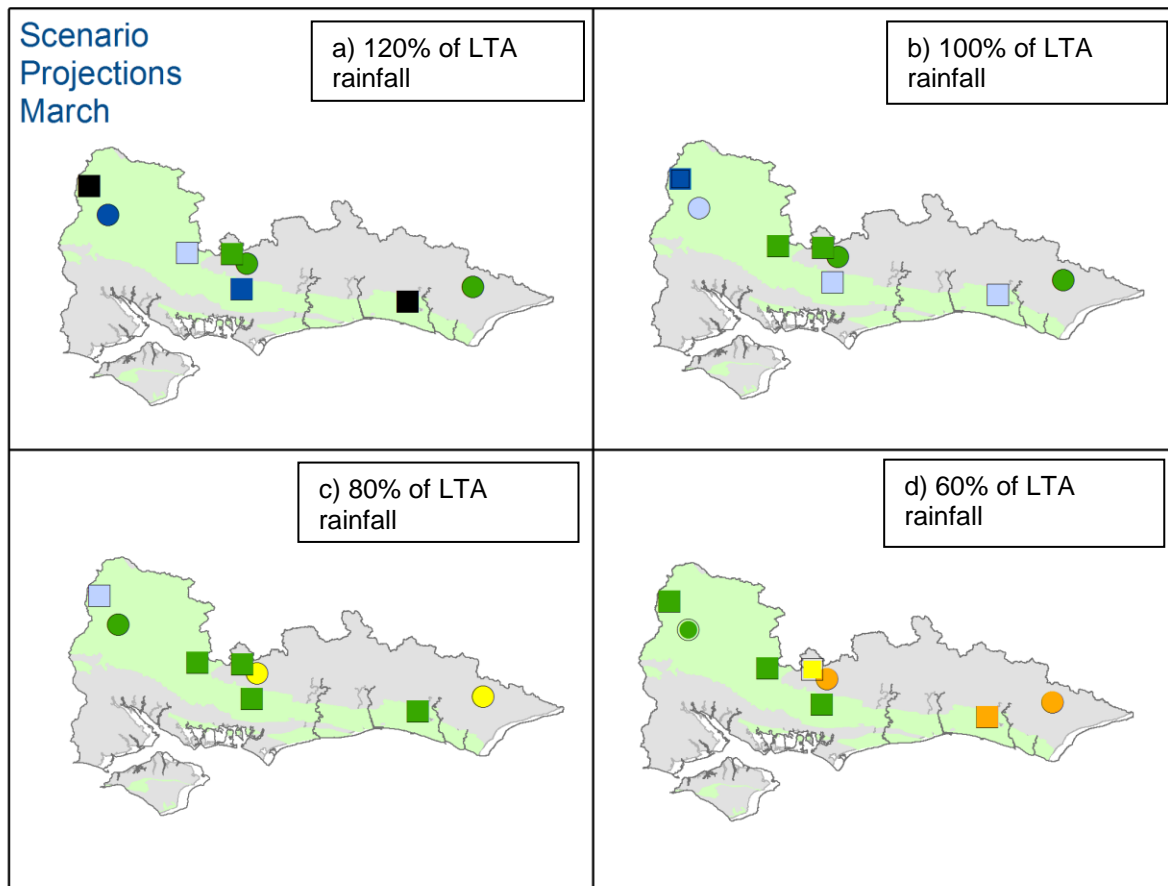 Scenario
Projections
March
a) 120% of LTA
rainfall
b) 100% of LTA
rainfall
c) 80% of LTA
rainfall
d) 60% of LTA
rainfall